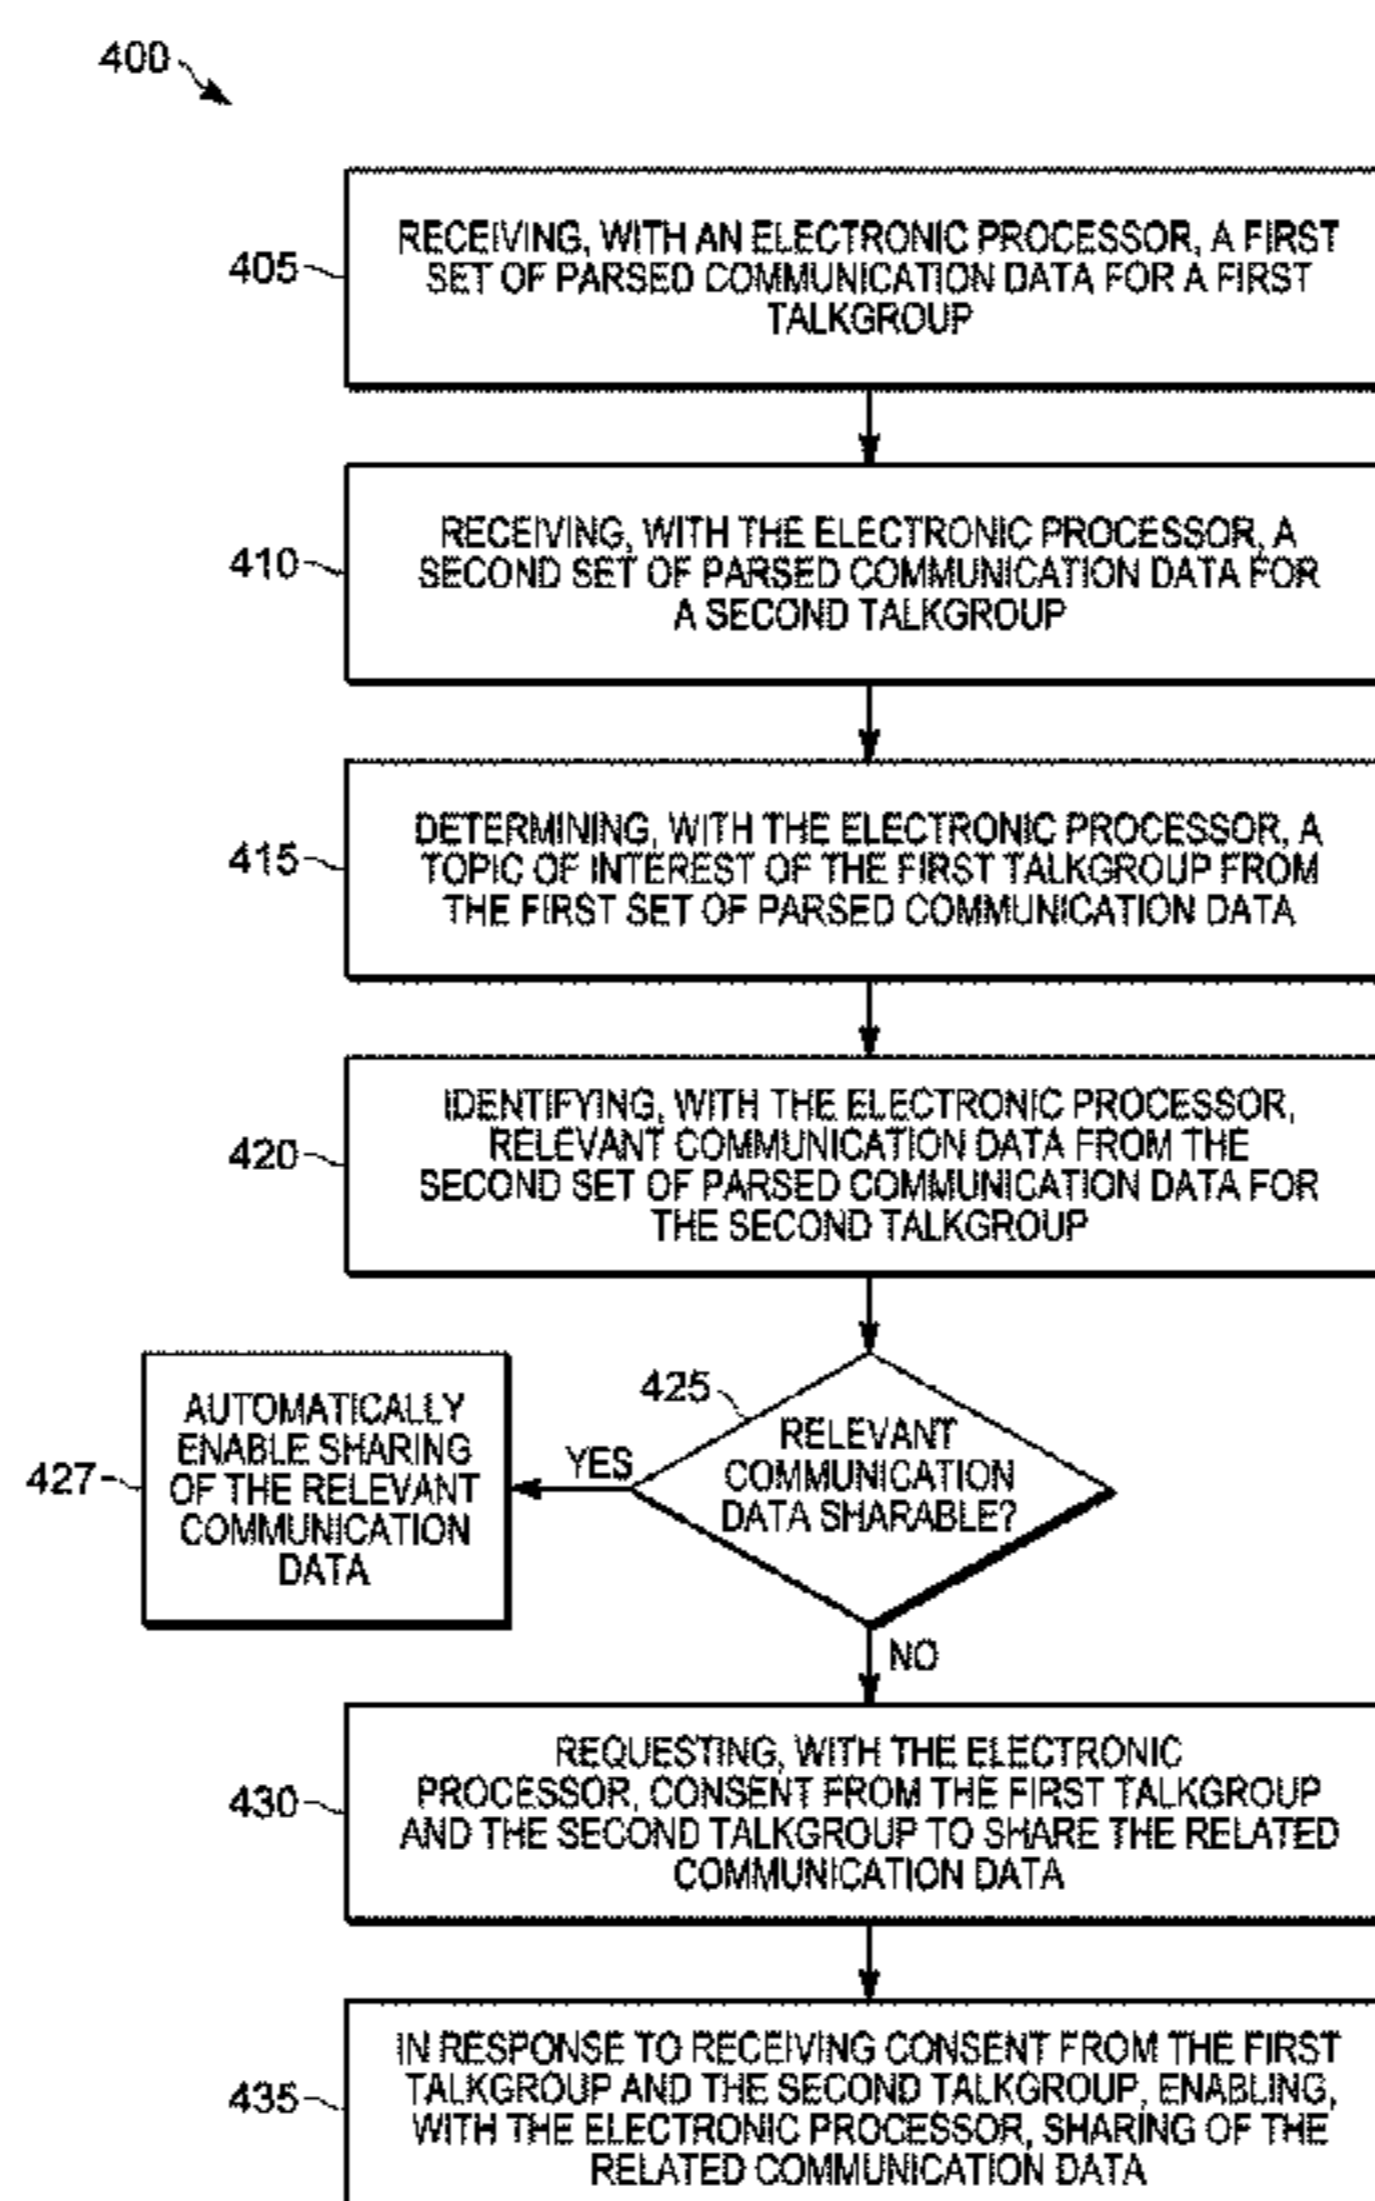 400
405
RECEIVING, WITH AN ELECTRONIC PROCESSOR, A FIRST
SET OF PARSED COMMUNICATION DATA FOR A FIRST
TALKGROUP
410
RECEIVING, WITH THE ELECTRONIC PROCESSOR, A
SECOND SET OF PARSED COMMUNICATION DATA FOR
A SECOND TALKGROUP
415
DETERMINING, WITH THE ELECTRONIC PROCESSOR, A
TOPIC OF INTEREST OF THE FIRST TALKGROUP FROM
THE FIRST SET OF PARSED COMMUNICATION DATA
420
IDENTIFYING, WITH THE ELECTRONIC PROCESSOR,
RELEVANT COMMUNICATION DATA FROM THE
SECOND SET OF PARSED COMMUNICATION DATA FOR
THE SECOND TALKGROUP
427
AUTOMATICALLY
ENABLE SHARING
OF THE RELEVANT
COMMUNICATION
DATA
YES
425
RELEVANT
COMMUNICATION
DATA SHARABLE?
NO
430
REQUESTING, WITH THE ELECTRONIC
PROCESSOR, CONSENT FROM THE FIRST TALKGROUP
AND THE SECOND TALKGROUP TO SHARE THE RELATED
COMMUNICATION DATA
435
IN RESPONSE TO RECEIVING CONSENT FROM THE FIRST
TALKGROUP AND THE SECOND TALKGROUP, ENABLING,
WITH THE ELECTRONIC PROCESSOR, SHARING OF THE
RELATED COMMUNICATION DATA